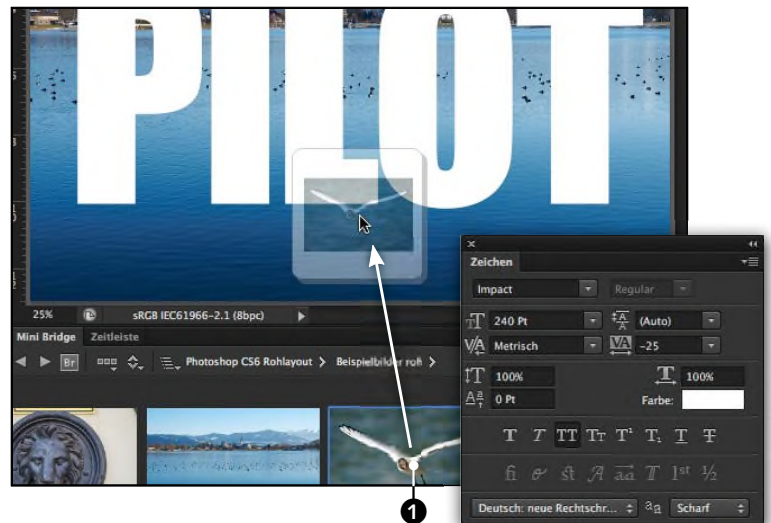 PILOT
25%
sRGB IEC61966-2.1 (8bpc)
Mini Bridge
Zeitleiste
Br
Photoshop CS6 Rohlayout
Beispielbilder roh
1
Zeichen
Impact
Regular
240 Pt
(Auto)
Metrisch
-25
100%
100%
0 Pt
Farbe:
T T TT Tт T¹ T₁ T T
fi st A aa T 1st ½
Deutsch: neue Rechtschr...
aa
Scharf